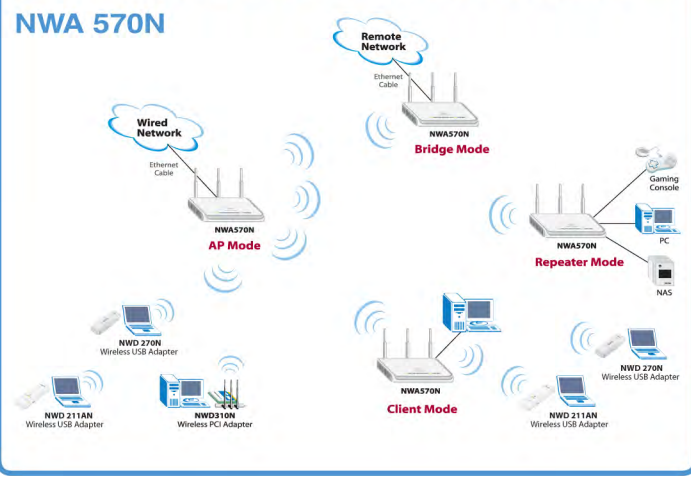 NWA 570N
Remote
Network
Ethernet
Cable
NWA570N
Bridge Mode
Wired
Network
Ethernet
Cable
NWA570N
AP Mode
Gaming
Console
PC
NAS
NWA570N
Repeater Mode
NWD 270N
Wireless USB Adapter
NWD 211AN
Wireless USB Adapter
NWD310N
Wireless PCI Adapter
NWA570N
Client Mode
NWD 270N
Wireless USB Adapter
NWD 211AN
Wireless USB Adapter